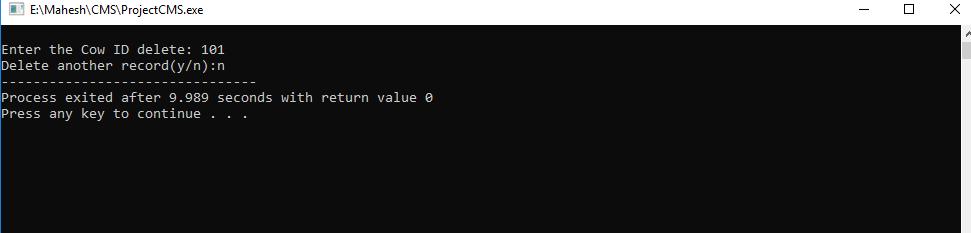 E:\Mahesh\CMS\ProjectCMS.exe
Enter the Cow ID delete: 101
Delete another record(y/n):n
--------------------------------
Process exited after 9.989 seconds with return value 0
Press any key to continue . . .